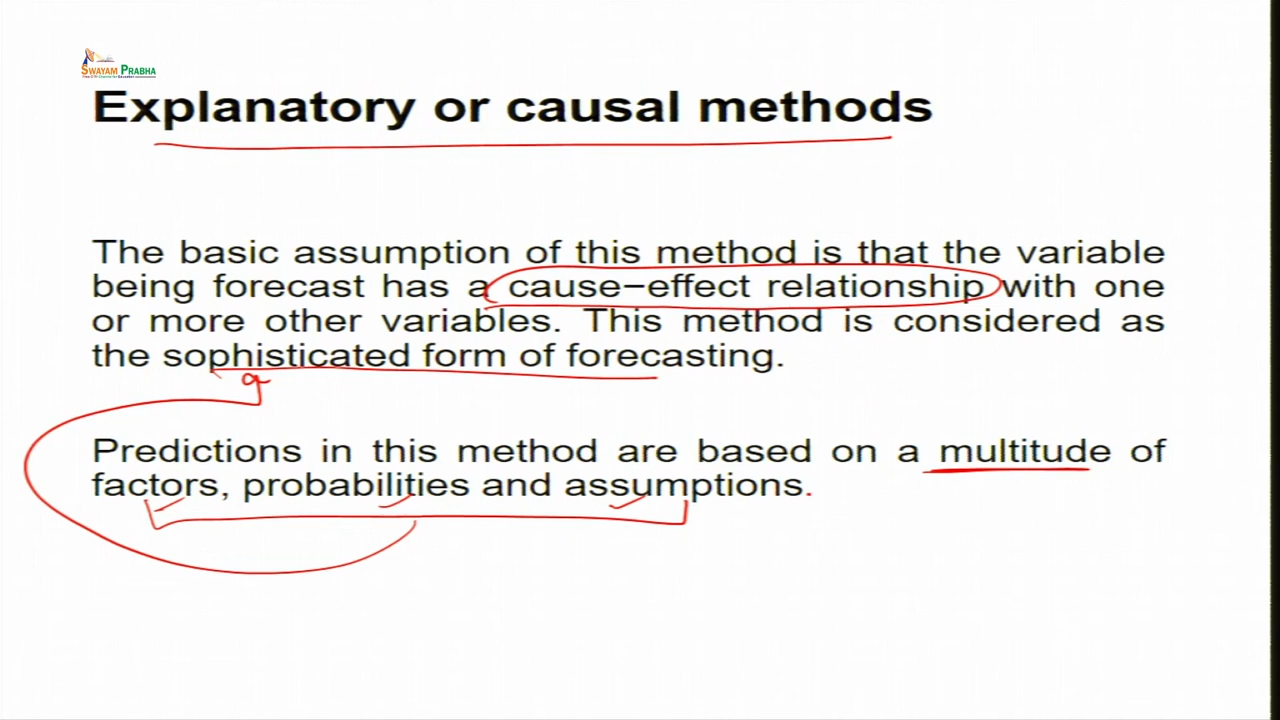 SWAYAM PRABHA
Explanatory or causal methods
The basic assumption of this method is that the variable
being forecast has a cause–effect relationship with one
or more other variables. This method is considered as
the sophisticated form of forecasting.
Predictions in this method are based on a multitude of
factors, probabilities and assumptions.